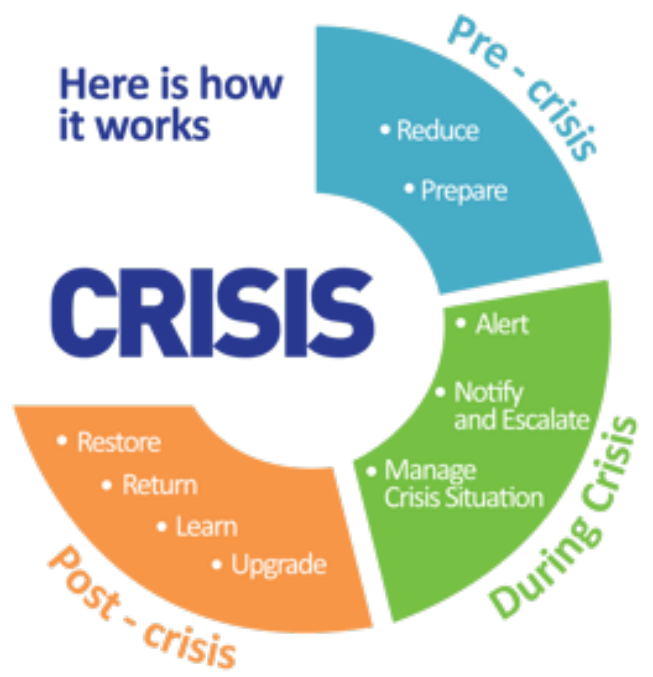 Here is how
it works
CRISIS
Pre - crisis
• Reduce
• Prepare
During Crisis
• Alert
• Notify
and Escalate
• Manage
Crisis Situation
Post - crisis
• Restore
• Return
• Learn
• Upgrade